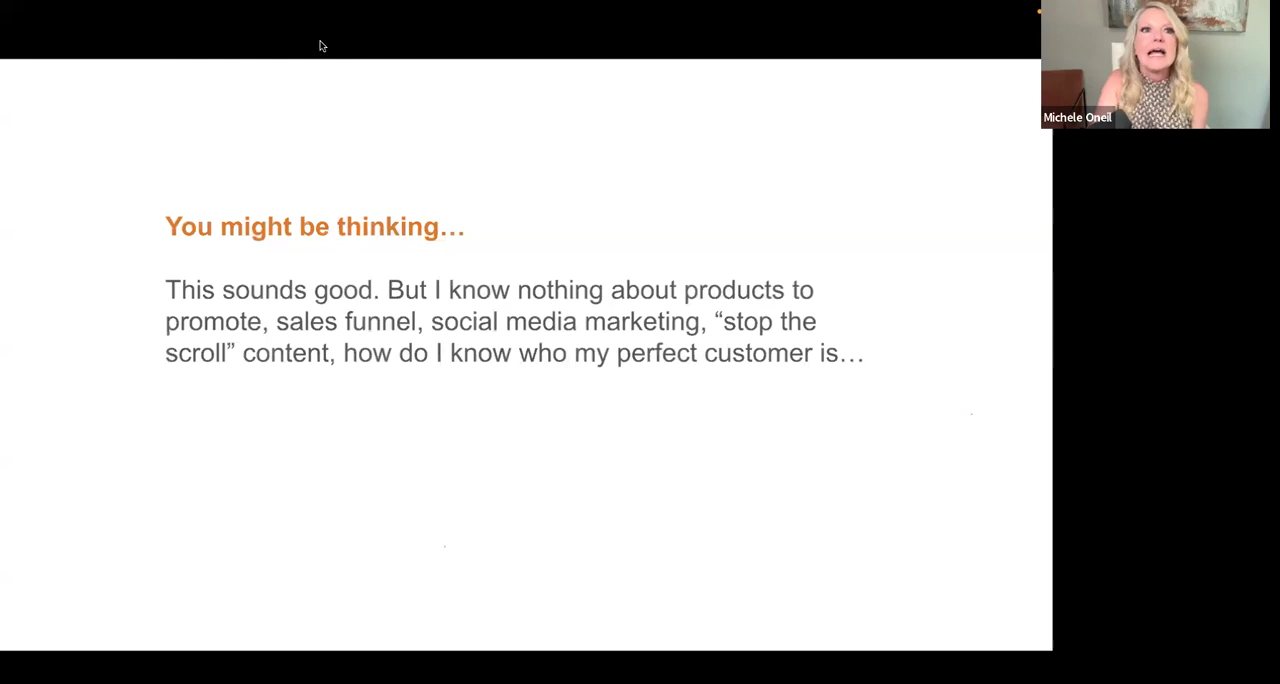 Michele Oneil
You might be thinking…
This sounds good. But I know nothing about products to
promote, sales funnel, social media marketing, “stop the
scroll” content, how do I know who my perfect customer is…